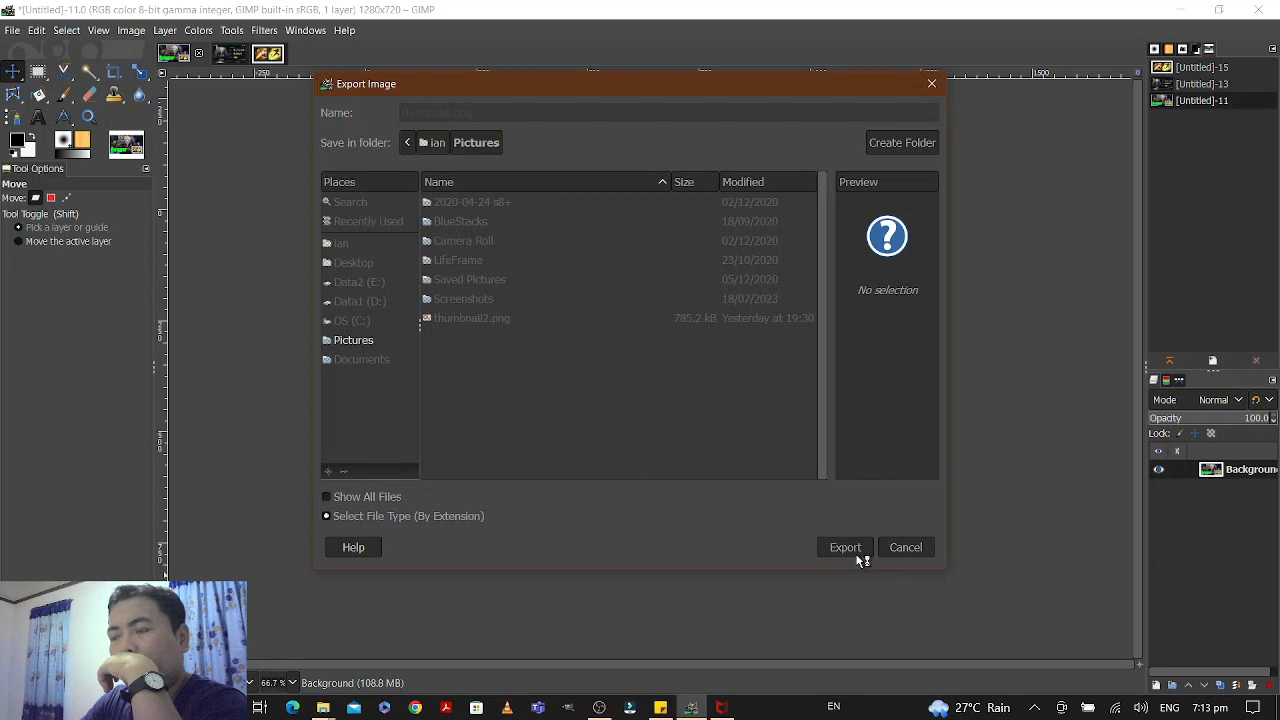 *[Untitled]-11.0 (RGB color 8-bit gamma integer, GIMP built-in sRGB, 1 layer) 1280x720 – GIMP
File Edit Select View Image Layer Colors Tools Filters Windows Help
-250
1000
1500
[Untitled]-15
[Untitled]-13
[Untitled]-11
Export Image
Name:
Save in folder: ian Pictures Create Folder
Places Name Size Modified Preview
Search 2020-04-24 s8+ 02/12/2020
Recently Used BlueStacks 18/09/2020
ian Camera Roll 02/12/2020
Desktop LifeFrame 23/10/2020
Data2 (E:) Saved Pictures 05/12/2020
Data1 (D:) Screenshots 18/07/2023
OS (C:) thumbnail2.png 785.2 kB Yesterday at 19:30
Pictures
Documents
No selection
Show All Files
Select File Type (By Extension)
Help Export Cancel
Tool Options
Move
Move:
Tool Toggle (Shift)
Pick a layer or guide
Move the active layer
Mode Normal
Opacity 100.0
Lock:
Backgroun
66.7 % Background (108.8 MB)
EN 27°C Rain 7:13 pm